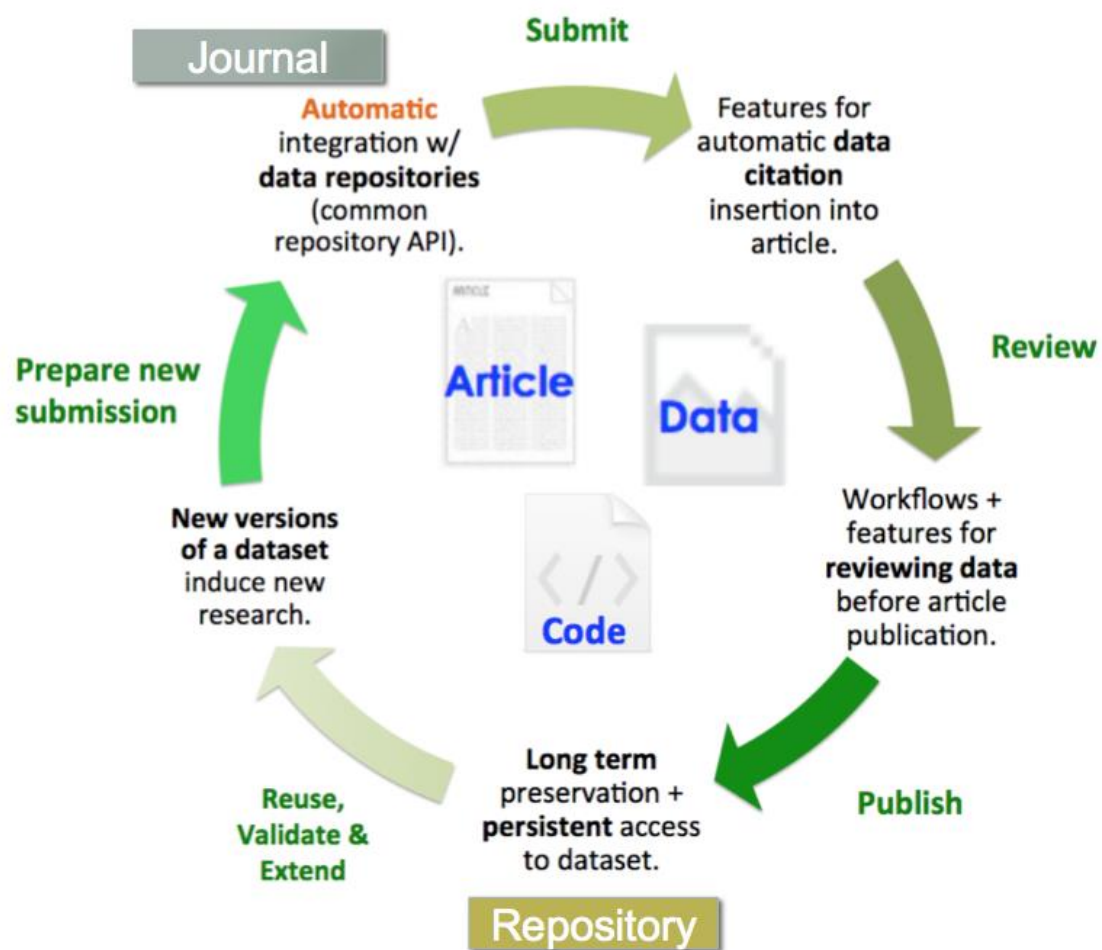 Journal
Submit
Automatic
integration w/
data repositories
(common
repository API).
Features for
automatic data
citation
insertion into
article.
Review
Workflows +
features for
reviewing data
before article
publication.
Publish
Long term
preservation +
persistent access
to dataset.
Repository
Reuse,
Validate &
Extend
New versions
of a dataset
induce new
research.
Prepare new
submission
ARTICLE
Article
Data
</>
Code